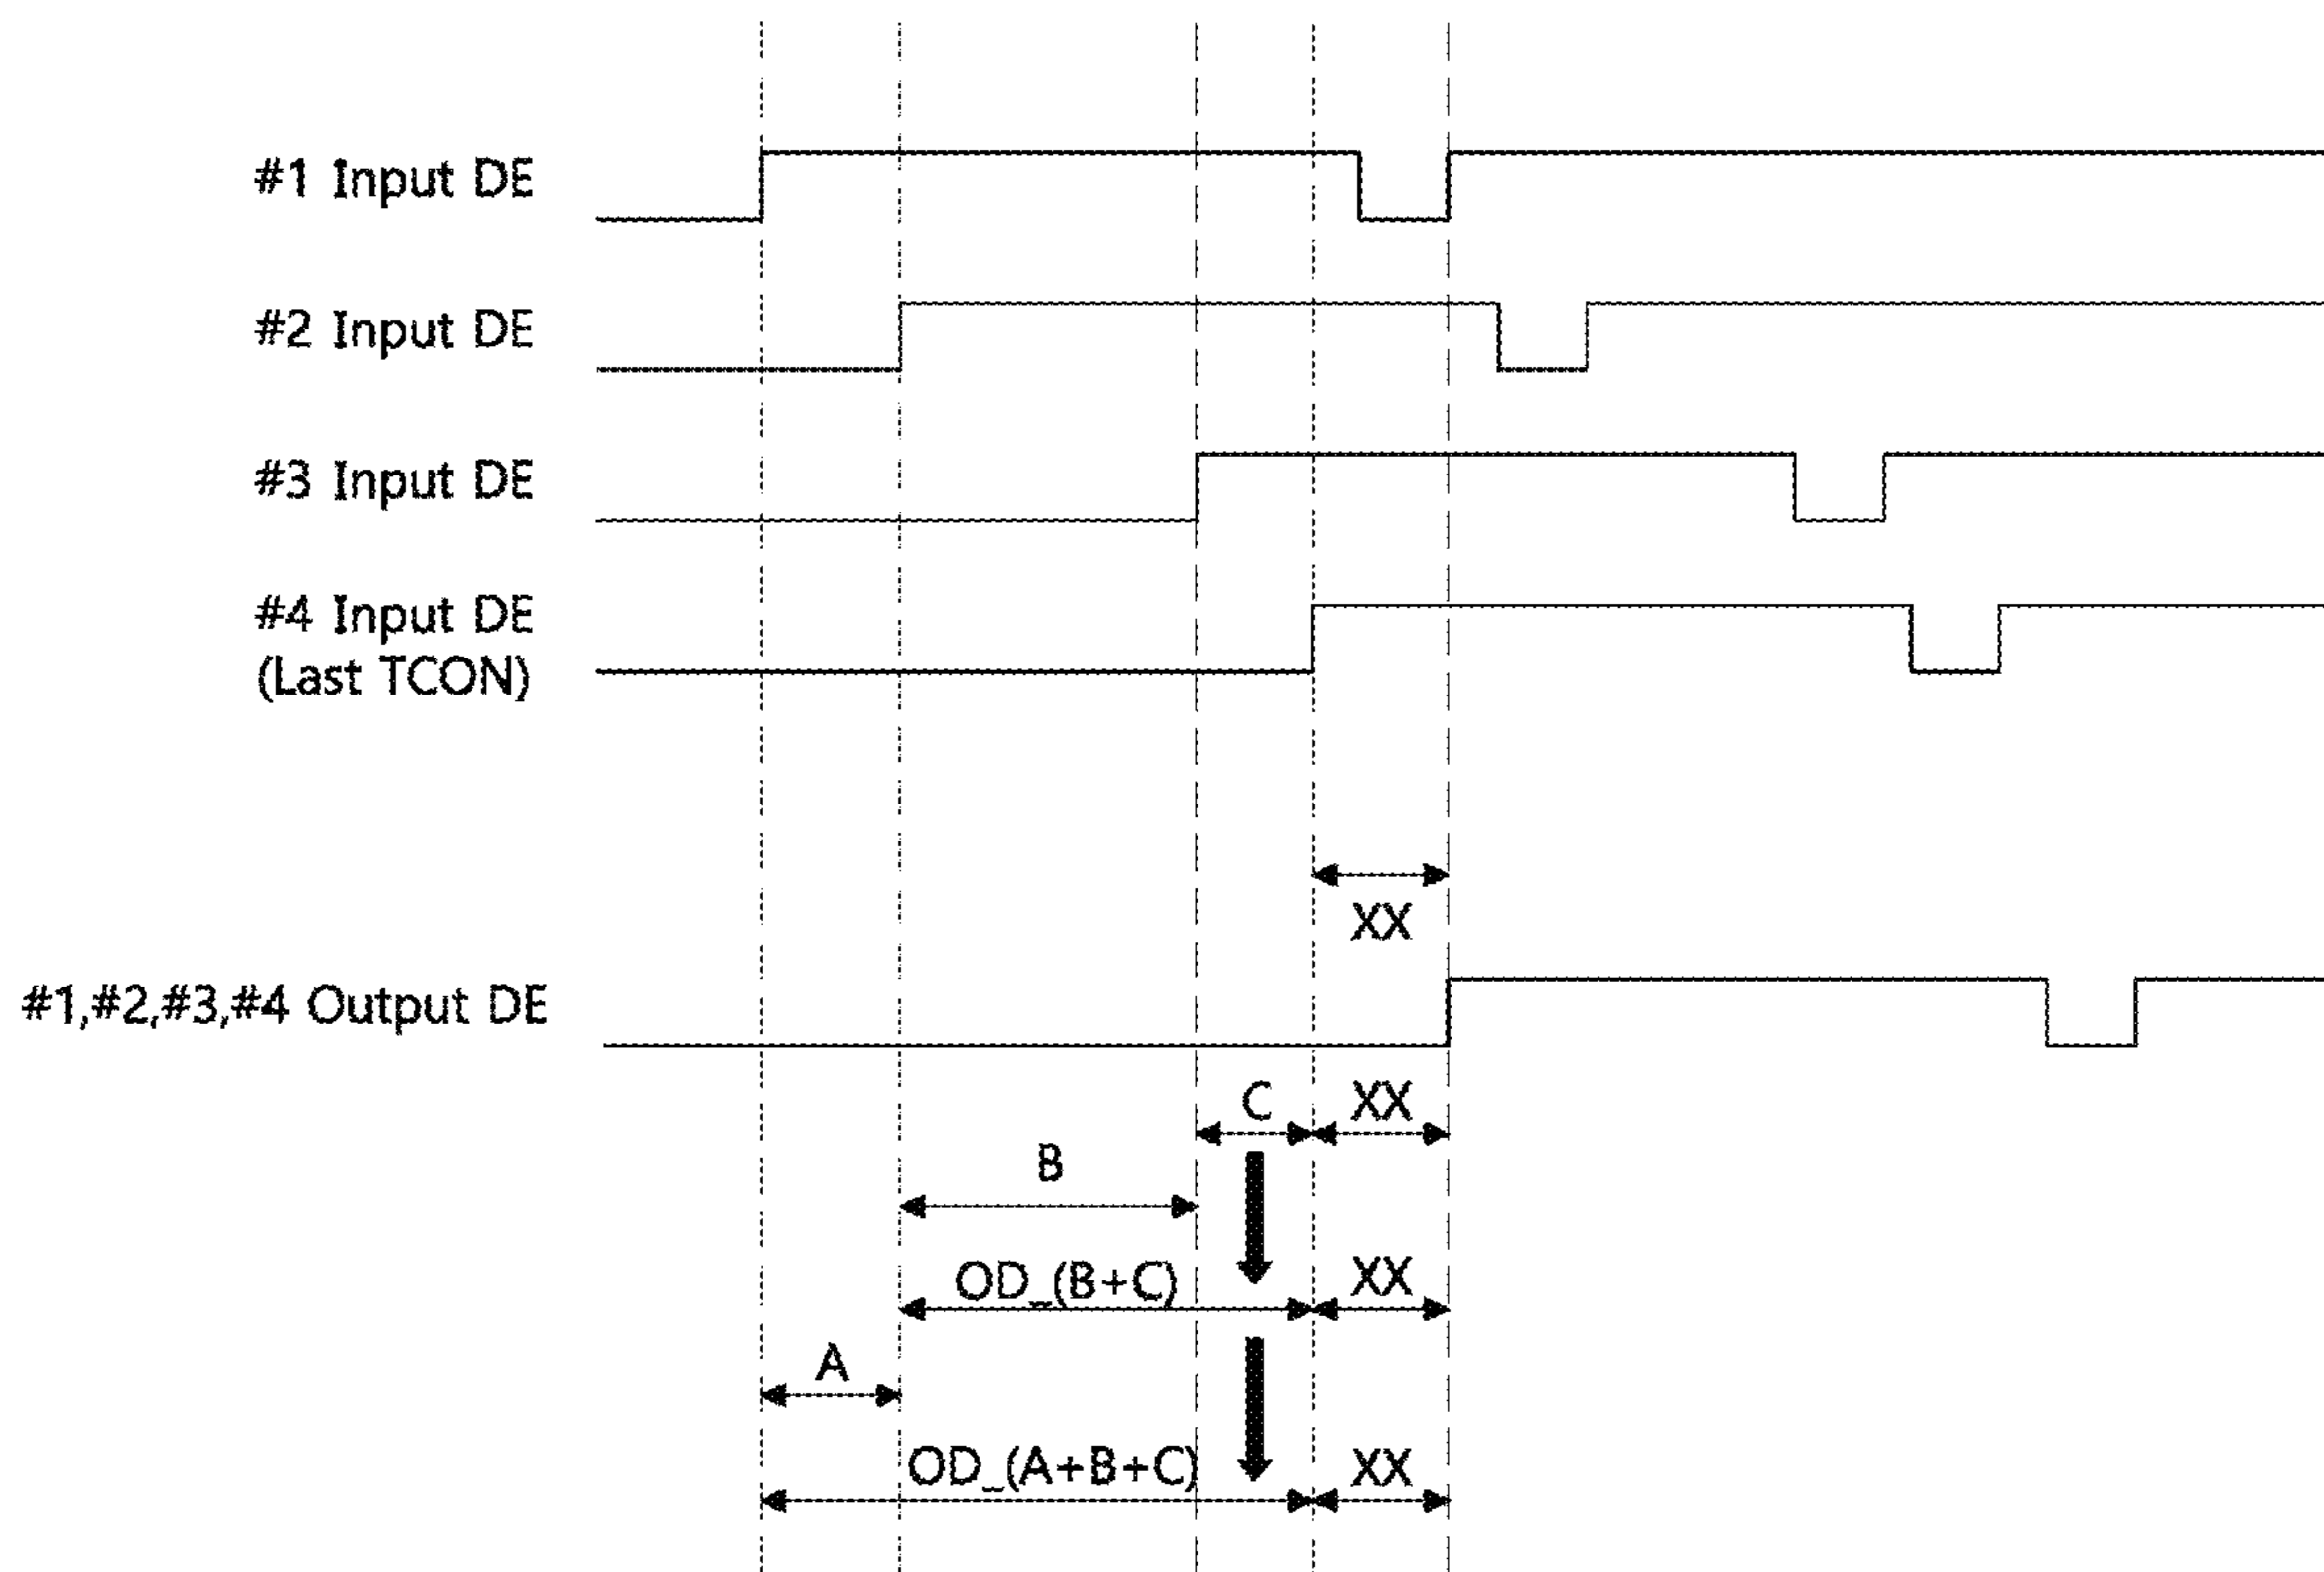 #1 Input DE
#2 Input DE
#3 Input DE
#4 Input DE
(Last TCON)
XX
#1,#2,#3,#4 Output DE
C XX
B
OD_(B+C) XX
A
OD_(A+B+C) XX